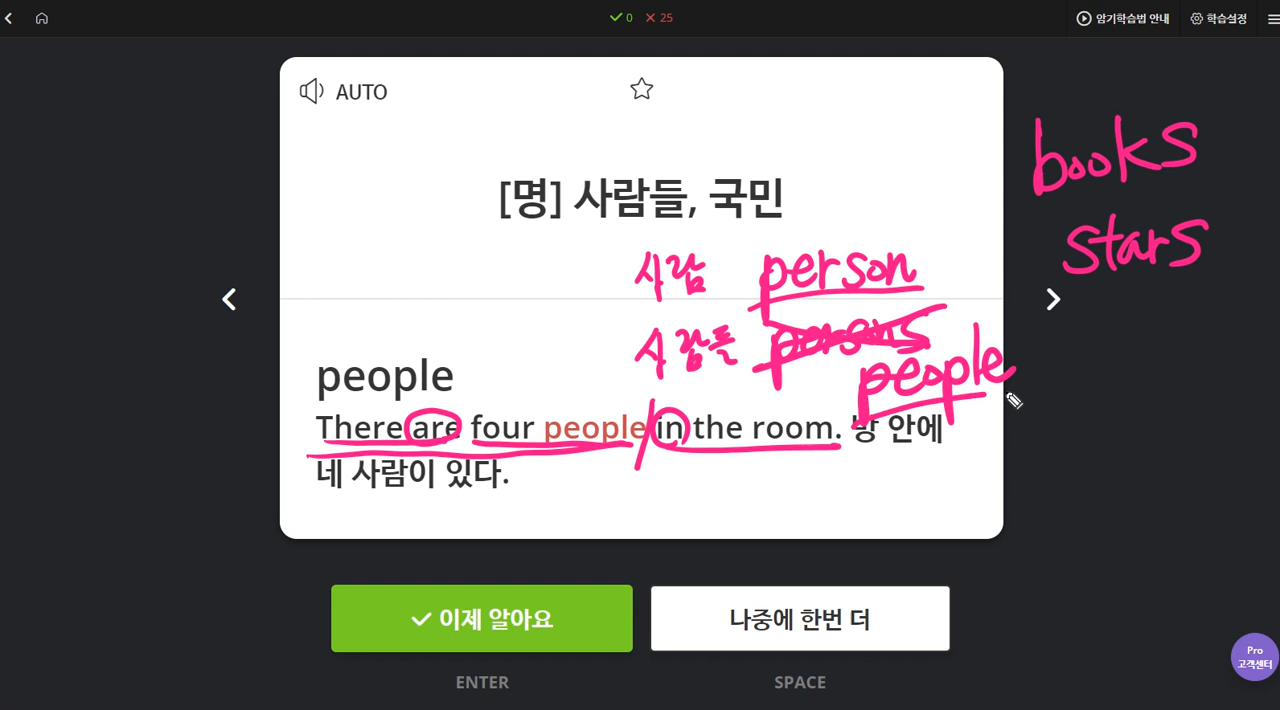 0 25 암기학습법 안내 학습설정
AUTO
[명] 사람들, 국민
books
stars
사람 person
사람들 persons
people
people
There are four people / in the room. 방 안에
네 사람이 있다.
이제 알아요 나중에 한번 더
Pro
고객센터
ENTER SPACE